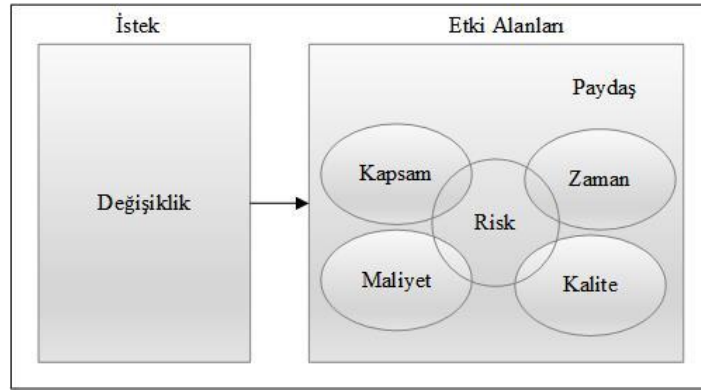 İstek
Etki Alanları
Paydaş
Kapsam
Zaman
Değişiklik
Risk
Maliyet
Kalite